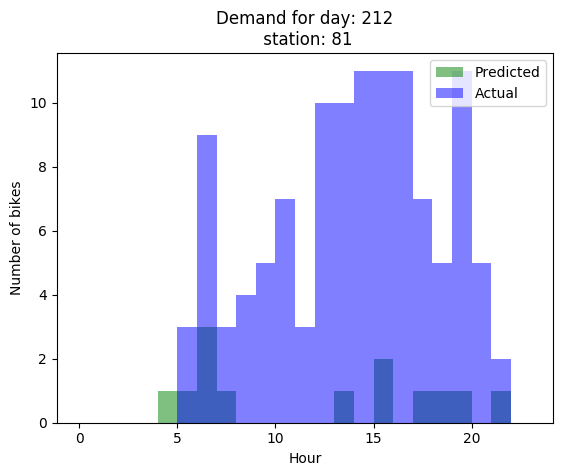 Demand for day: 212
station: 81
Predicted
Actual
Number of bikes
10
8
6
4
2
0
0 5 10 15 20
Hour